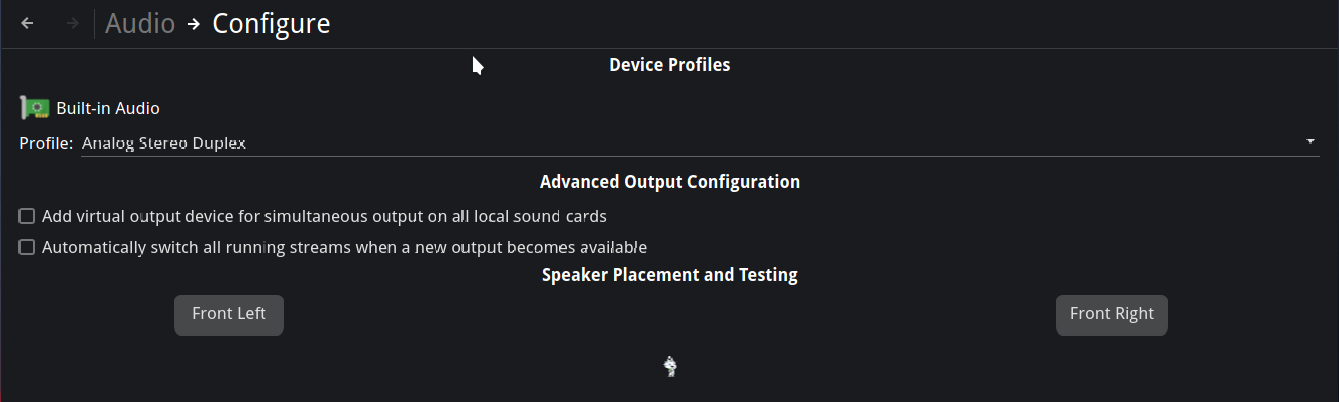 Audio → Configure
Device Profiles
Built-in Audio
Profile: Analog Stereo Duplex
Advanced Output Configuration
Add virtual output device for simultaneous output on all local sound cards
Automatically switch all running streams when a new output becomes available
Speaker Placement and Testing
Front Left Front Right